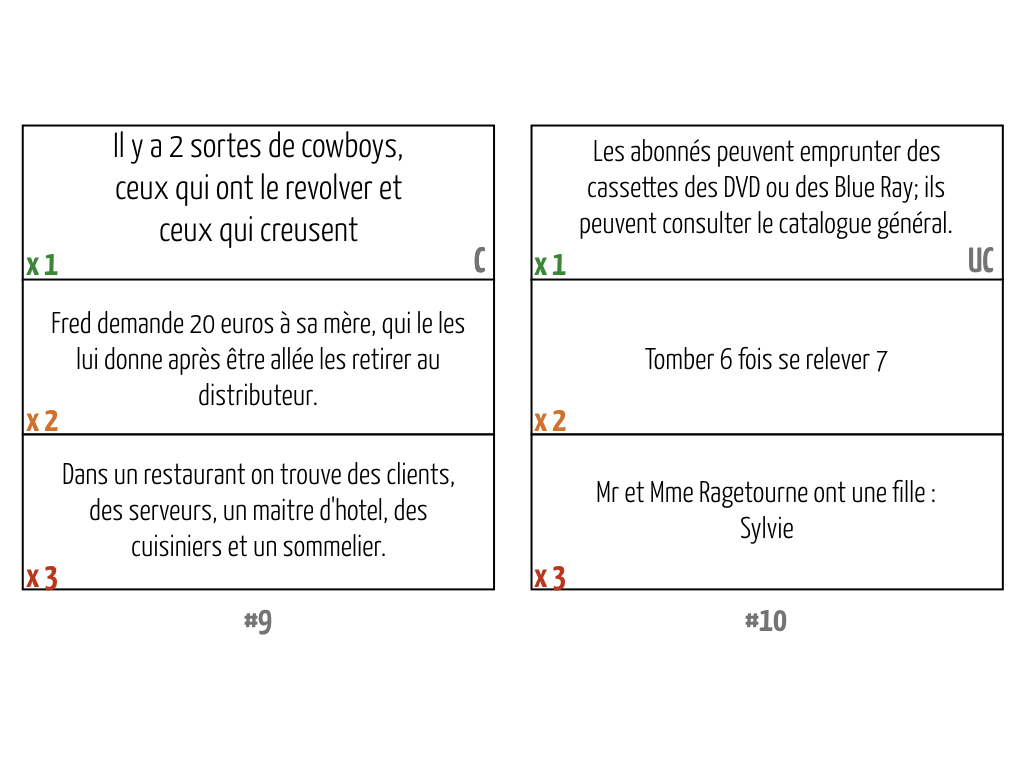 Il y a 2 sortes de cowboys,
ceux qui ont le revolver et
ceux qui creusent
x 1
C
Fred demande 20 euros à sa mère, qui le les
lui donne après être allée les retirer au
distributeur.
x 2
Dans un restaurant on trouve des clients,
des serveurs, un maitre d'hotel, des
cuisiniers et un sommelier.
x 3
#9
Les abonnés peuvent emprunter des
cassettes des DVD ou des Blue Ray; ils
peuvent consulter le catalogue général.
x 1
UC
Tomber 6 fois se relever 7
x 2
Mr et Mme Ragetourne ont une fille :
Sylvie
x 3
#10